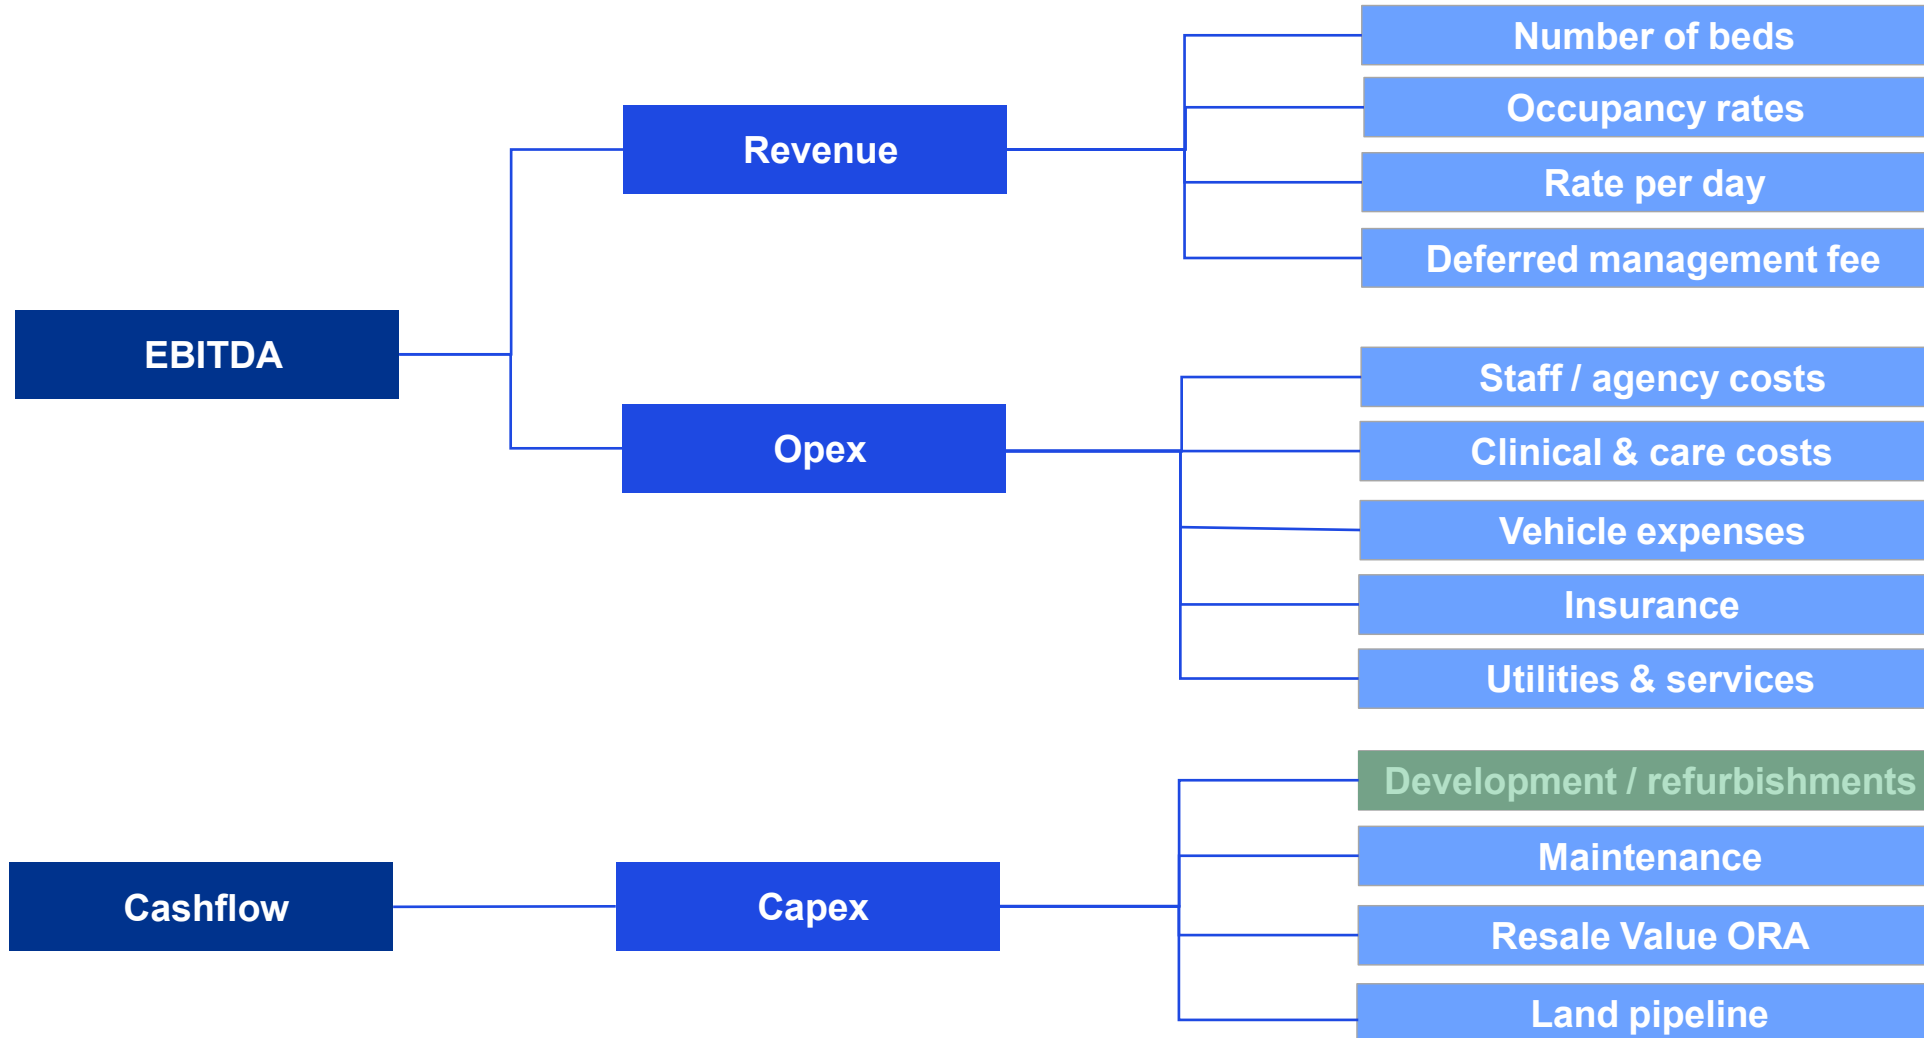 Number of beds
Occupancy rates
Revenue
Rate per day
Deferred management fee
EBITDA
Staff / agency costs
Opex
Clinical & care costs
Vehicle expenses
Insurance
Utilities & services
Development / refurbishments
Maintenance
Cashflow
Capex
Resale Value ORA
Land pipeline